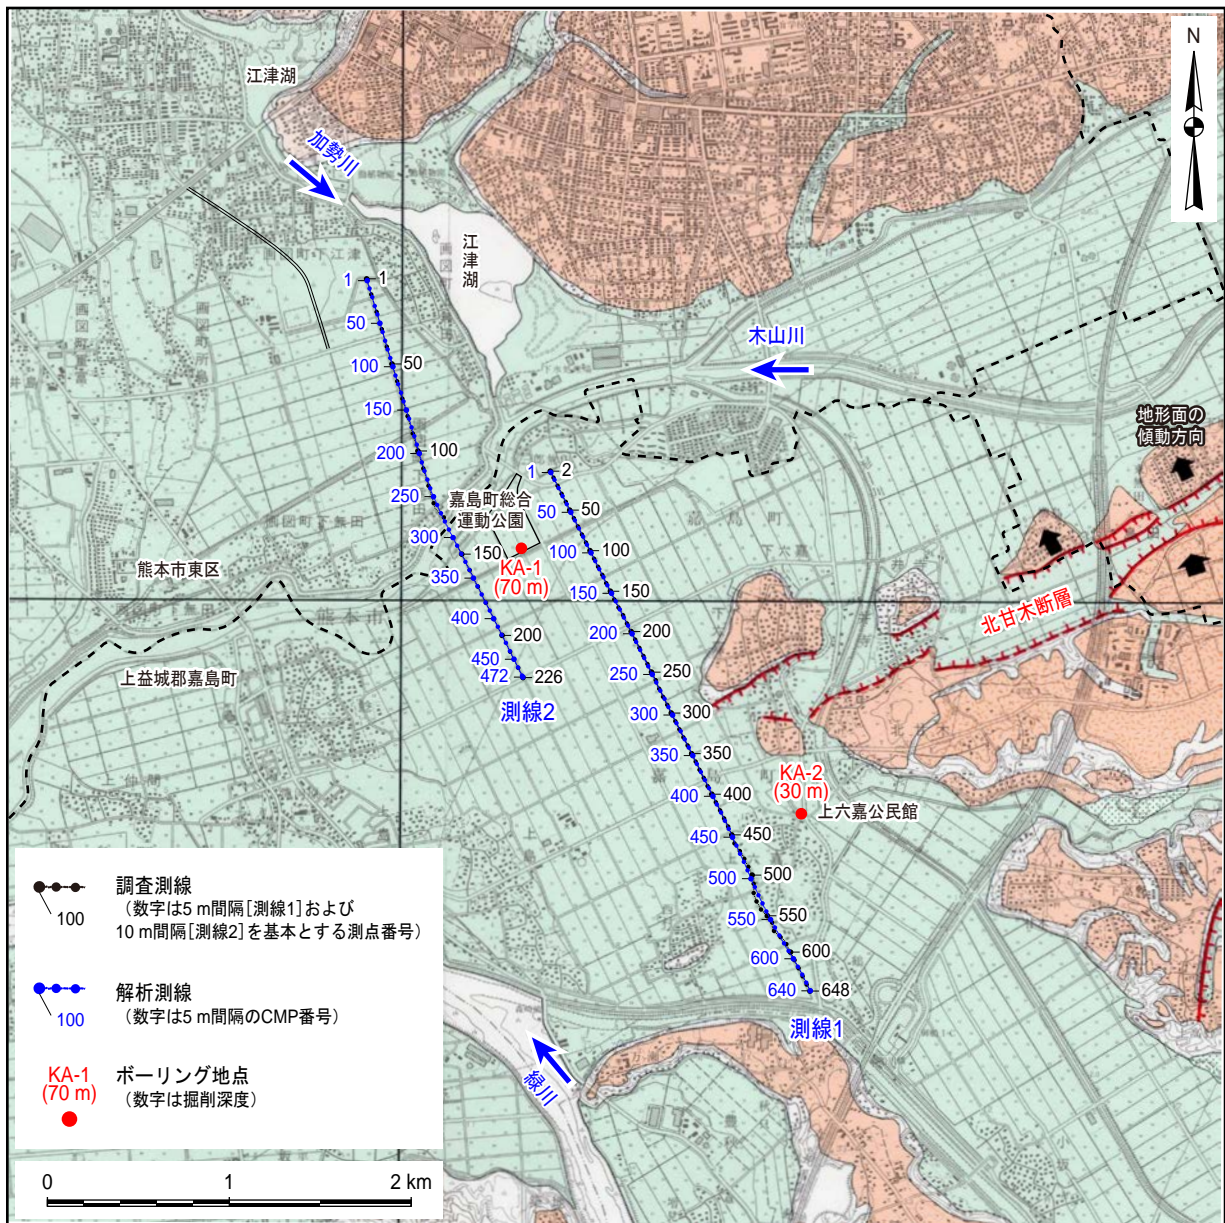 N
江津湖
加勢川
江津湖
木山川
地形面の
傾動方向
1
1
50
100
50
150
200
100
250
300
150
350
400
200
450
472
226
測線2
嘉島町総合
運動公園
KA-1
(70 m)
熊本市東区
上益城郡嘉島町
1
2
50
50
100
100
150
150
200
200
250
250
300
300
350
350
400
400
450
450
500
500
550
550
600
600
640
648
測線1
嘉島町
下六嘉
北甘木断層
KA-2
(30 m)
上六嘉公民館
緑川
100
調査測線
(数字は5 m間隔[測線1]および
10 m間隔[測線2]を基本とする測点番号)
100
解析測線
(数字は5 m間隔のCMP番号)
KA-1
(70 m)
ボーリング地点
(数字は掘削深度)
0
1
2 km